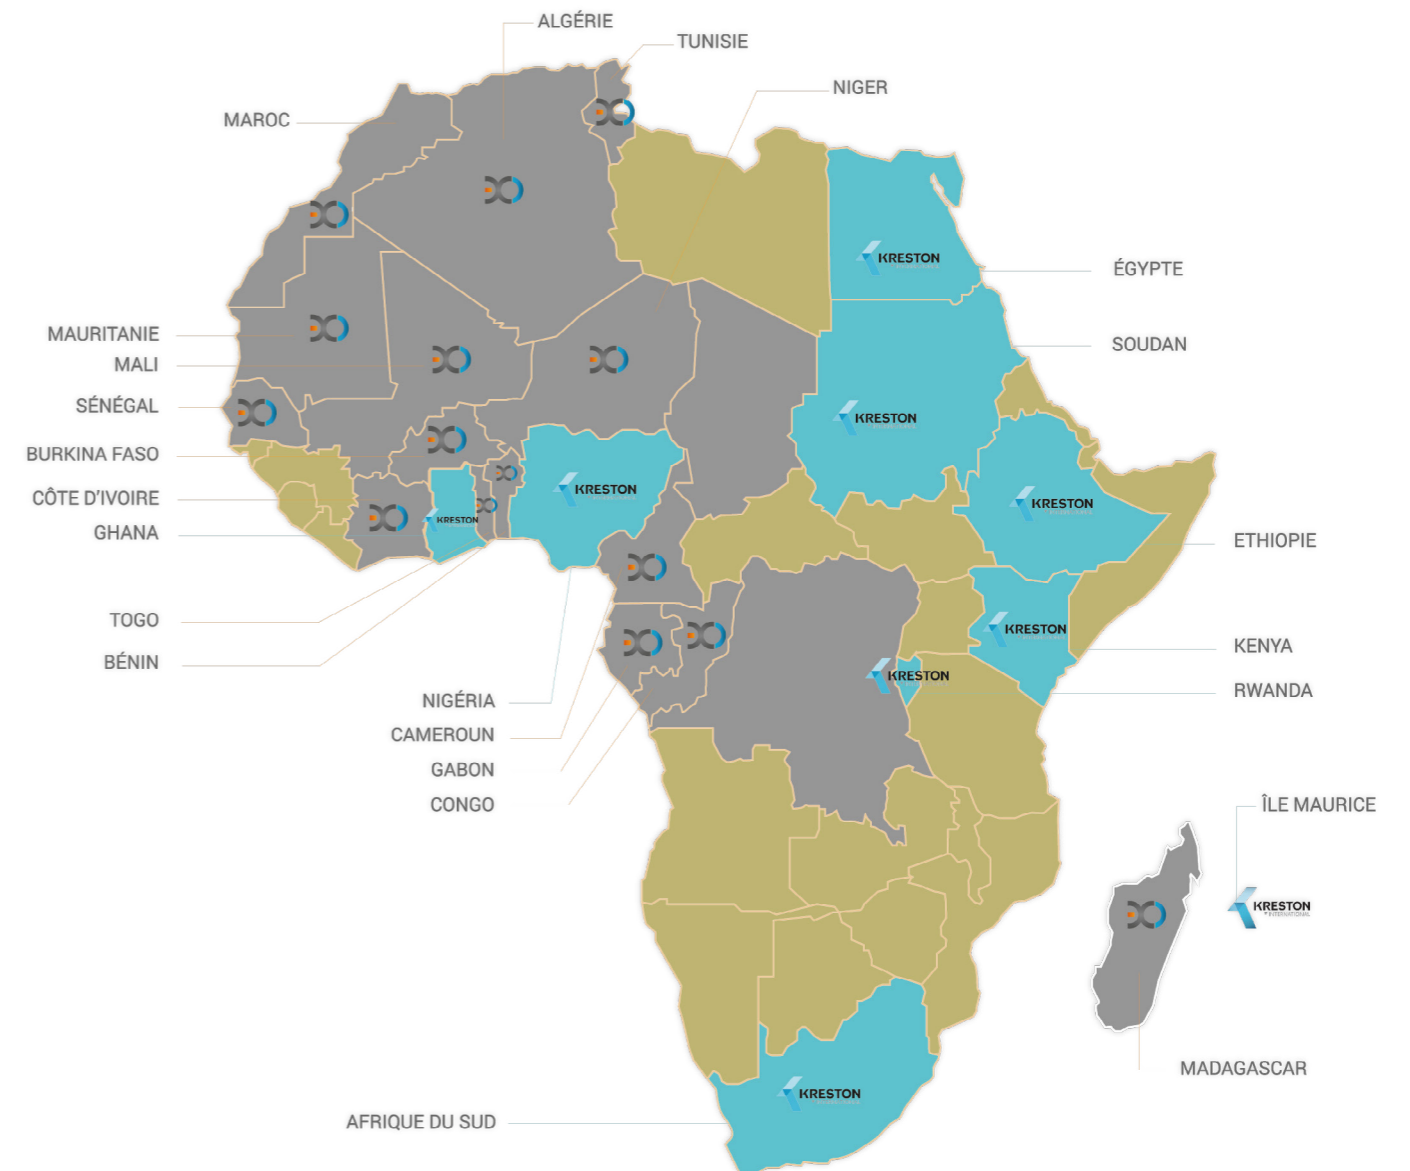 ALGÉRIE
TUNISIE
NIGER
MAROC
KRESTON
ÉGYPTE
MAURITANIE
MALI
SOUDAN
SÉNÉGAL
KRESTON
BURKINA FASO
CÔTE D'IVOIRE
KRESTON
KRESTON
GHANA
KRESTON
ETHIOPIE
TOGO
KRESTON
BÉNIN
KENYA
KRESTON
RWANDA
NIGÉRIA
CAMEROUN
GABON
CONGO
ÎLE MAURICE
KRESTON
INTERNATIONAL
MADAGASCAR
KRESTON
AFRIQUE DU SUD